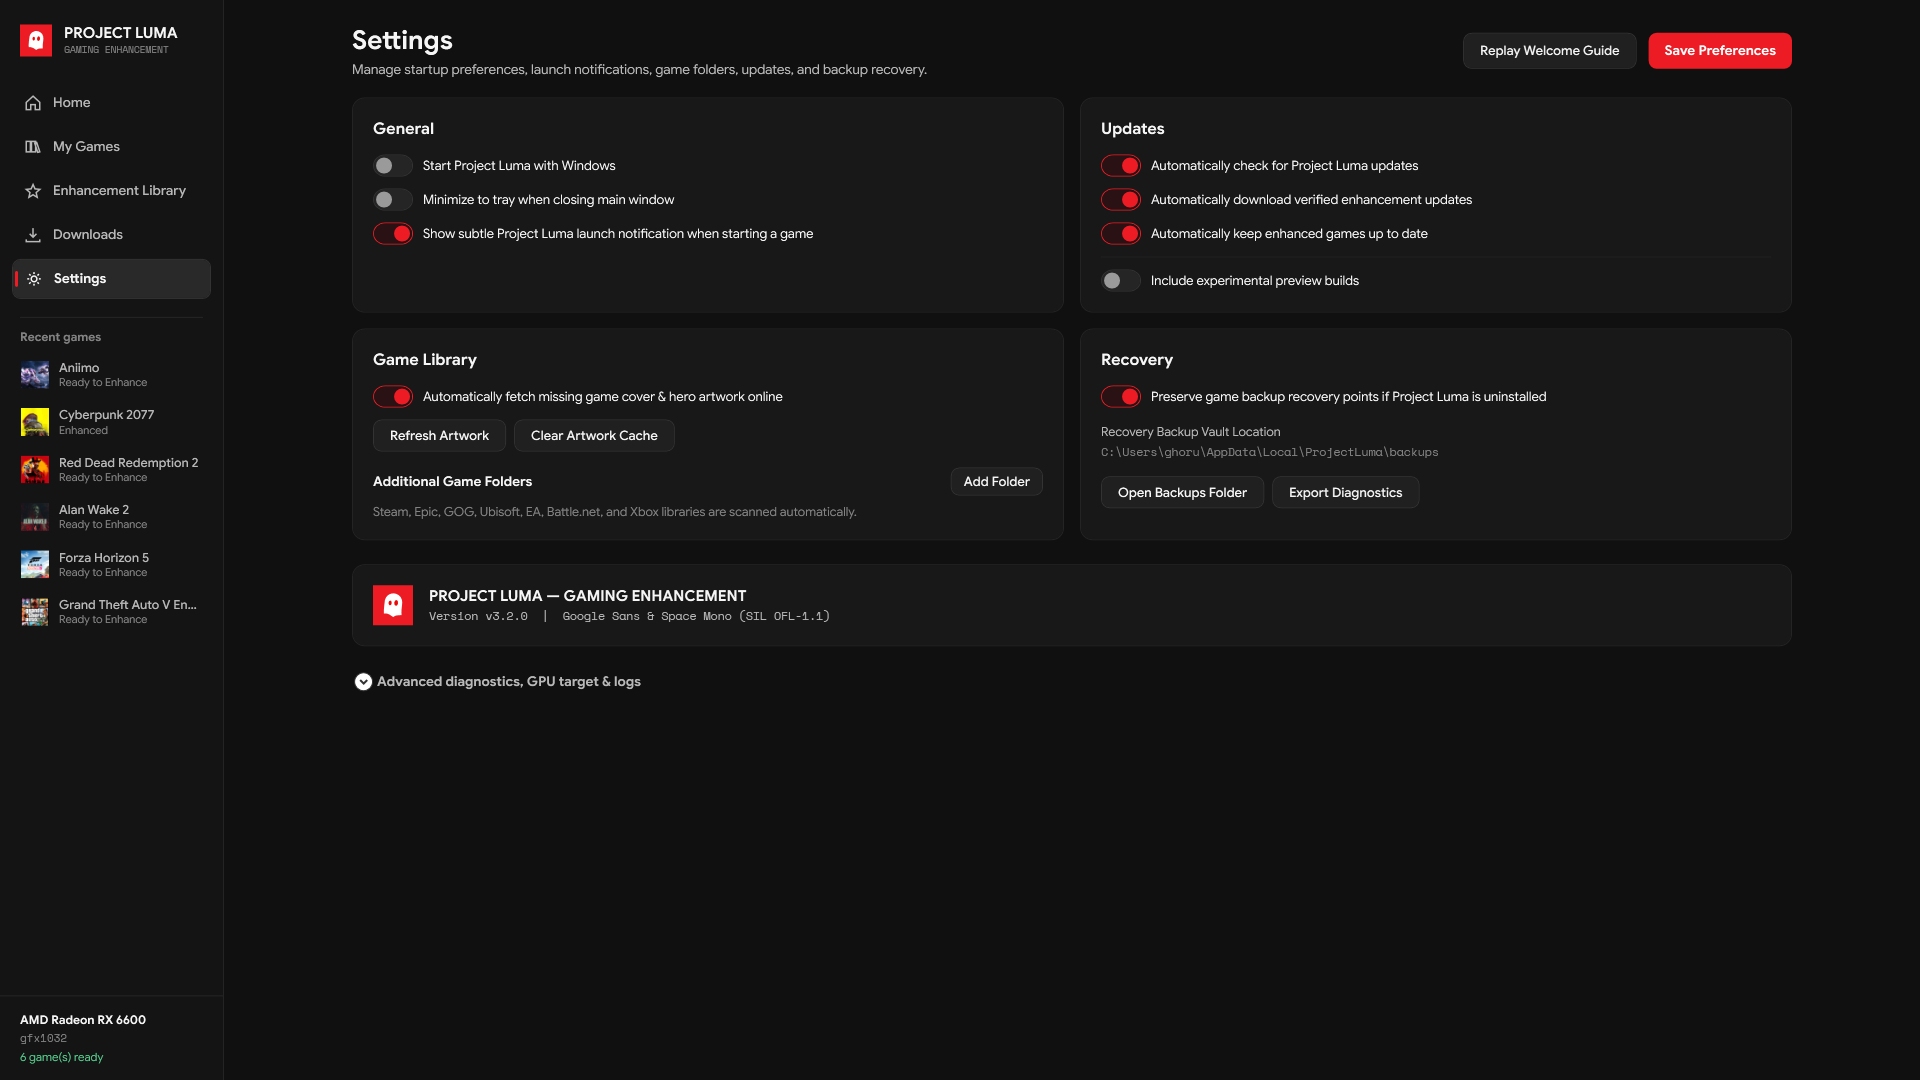 PROJECT LUMA
GAMING ENHANCEMENT
Home
My Games
Enhancement Library
Downloads
Settings
Recent games
Aniimo
Ready to Enhance
Cyberpunk 2077
Enhanced
Red Dead Redemption 2
Ready to Enhance
Alan Wake 2
Ready to Enhance
Forza Horizon 5
Ready to Enhance
Grand Theft Auto V En...
Ready to Enhance
AMD Radeon RX 6600
gfx1032
6 game(s) ready
Settings
Manage startup preferences, launch notifications, game folders, updates, and backup recovery.
Replay Welcome Guide
Save Preferences
General
Start Project Luma with Windows
Minimize to tray when closing main window
Show subtle Project Luma launch notification when starting a game
Updates
Automatically check for Project Luma updates
Automatically download verified enhancement updates
Automatically keep enhanced games up to date
Include experimental preview builds
Game Library
Automatically fetch missing game cover & hero artwork online
Refresh Artwork
Clear Artwork Cache
Additional Game Folders
Add Folder
Steam, Epic, GOG, Ubisoft, EA, Battle.net, and Xbox libraries are scanned automatically.
Recovery
Preserve game backup recovery points if Project Luma is uninstalled
Recovery Backup Vault Location
C:\Users\ghoru\AppData\Local\ProjectLuma\backups
Open Backups Folder
Export Diagnostics
PROJECT LUMA — GAMING ENHANCEMENT
Version v3.2.0 | Google Sans & Space Mono (SIL OFL-1.1)
Advanced diagnostics, GPU target & logs